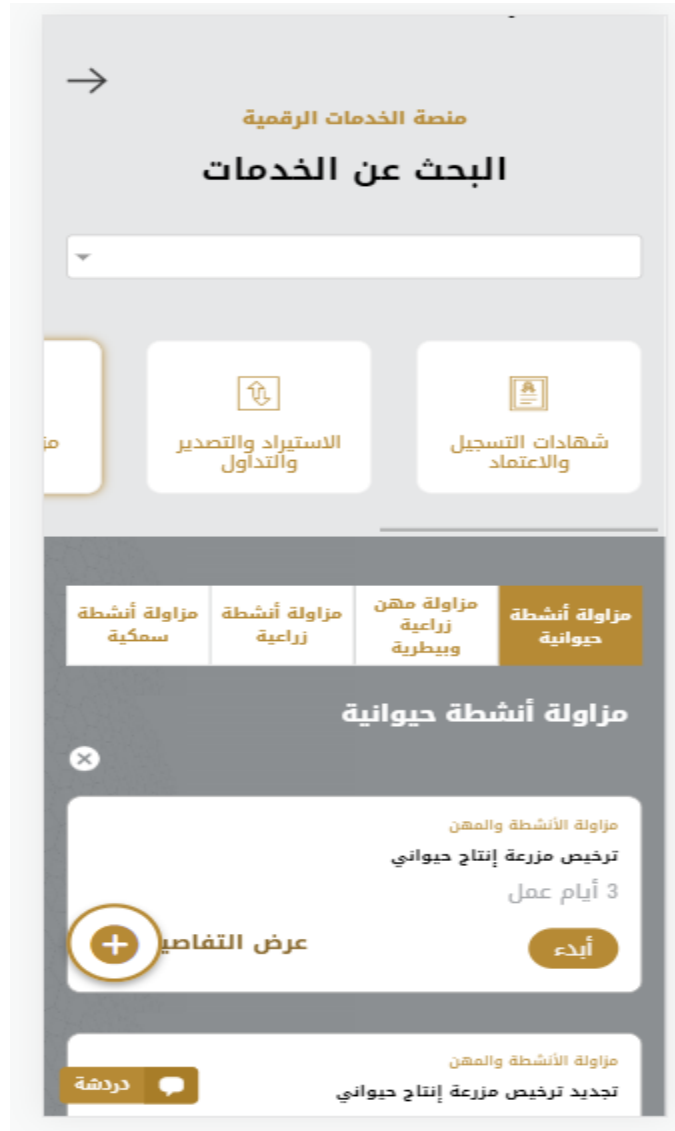 منصة الخدمات الرقمية
البحث عن الخدمات
شهادات التسجيل
والاعتماد
الاستيراد والتصدير
والتداول
مزاولة أنشطة
حيوانية
مزاولة مهن
زراعية
وبيطرية
مزاولة أنشطة
زراعية
مزاولة أنشطة
سمكية
مزاولة أنشطة حيوانية
مزاولة الأنشطة والمهن
ترخيص مزرعة إنتاج حيواني
3 أيام عمل
أبدء
عرض
مزاولة الأنشطة والمهن
تجديد ترخيص مزرعة إنتاج حيواني
دردشة